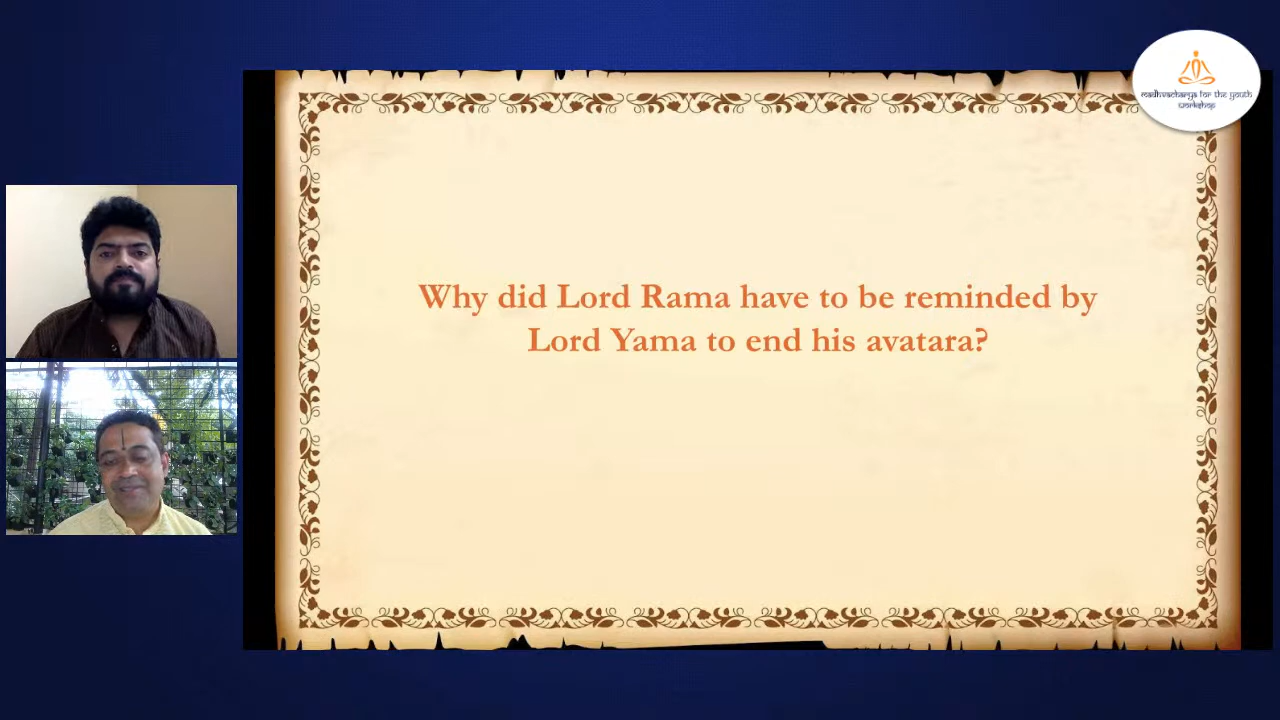 madhvacharya for the youth
workshop
Why did Lord Rama have to be reminded by
Lord Yama to end his avatara?